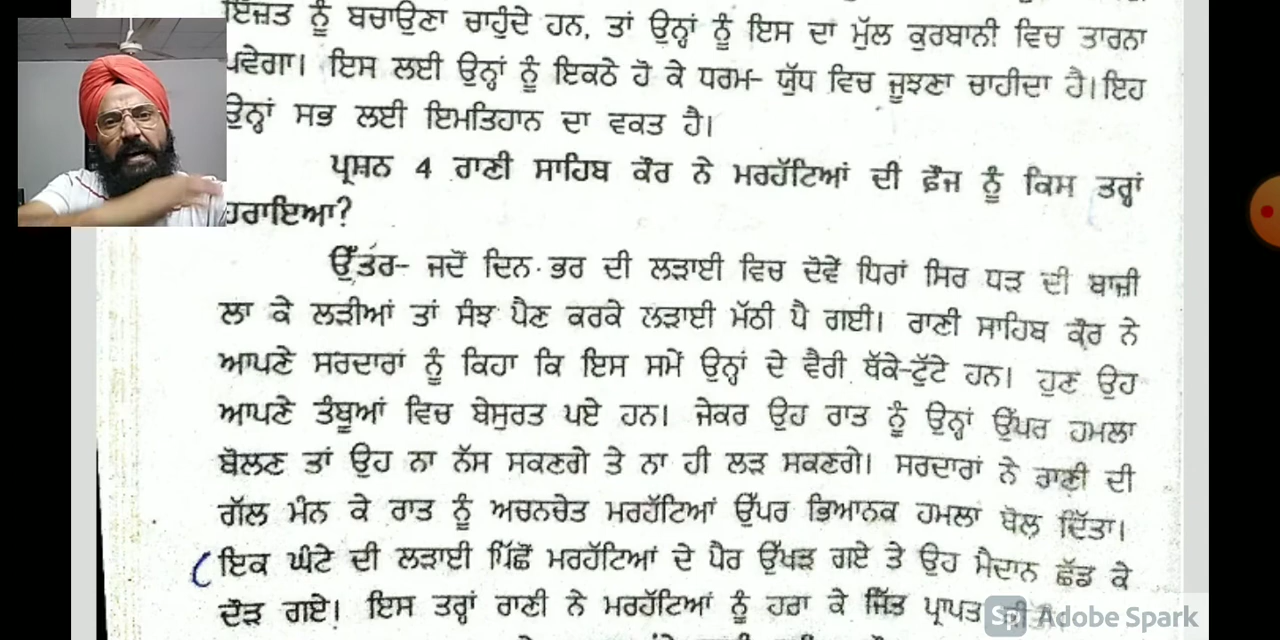 ਇੱਜ਼ਤ ਨੂੰ ਬਚਾਉਣਾ ਚਾਹੁੰਦੇ ਹਨ, ਤਾਂ ਉਨ੍ਹਾਂ ਨੂੰ ਇਸ ਦਾ ਮੁੱਲ ਕੁਰਬਾਨੀ ਵਿਚ ਤਾਰਨਾ
ਪਵੇਗਾ। ਇਸ ਲਈ ਉਨ੍ਹਾਂ ਨੂੰ ਇਕਠੇ ਹੋ ਕੇ ਧਰਮ- ਯੁੱਧ ਵਿਚ ਜੂਝਣਾ ਚਾਹੀਦਾ ਹੈ।ਇਹ
ਉਨ੍ਹਾਂ ਸਭ ਲਈ ਇਮਤਿਹਾਨ ਦਾ ਵਕਤ ਹੈ।
ਪ੍ਰਸ਼ਨ 4 ਰਾਣੀ ਸਾਹਿਬ ਕੌਰ ਨੇ ਮਰਹੱਟਿਆਂ ਦੀ ਫ਼ੌਜ ਨੂੰ ਕਿਸ ਤਰ੍ਹਾਂ
ਹਰਾਇਆ?
ਉੱਤਰ- ਜਦੋਂ ਦਿਨ ਭਰ ਦੀ ਲੜਾਈ ਵਿਚ ਦੋਵੇਂ ਧਿਰਾਂ ਸਿਰ ਧੜ ਦੀ ਬਾਜ਼ੀ
ਲਾ ਕੇ ਲੜੀਆਂ ਤਾਂ ਸੰਝ ਪੈਣ ਕਰਕੇ ਲੜਾਈ ਮੱਠੀ ਪੈ ਗਈ। ਰਾਣੀ ਸਾਹਿਬ ਕੌਰ ਨੇ
ਆਪਣੇ ਸਰਦਾਰਾਂ ਨੂੰ ਕਿਹਾ ਕਿ ਇਸ ਸਮੇਂ ਉਨ੍ਹਾਂ ਦੇ ਵੈਰੀ ਥੱਕੇ-ਟੁੱਟੇ ਹਨ। ਹੁਣ ਉਹ
ਆਪਣੇ ਤੰਬੂਆਂ ਵਿਚ ਬੇਸੁਰਤ ਪਏ ਹਨ। ਜੇਕਰ ਉਹ ਰਾਤ ਨੂੰ ਉਨ੍ਹਾਂ ਉੱਪਰ ਹਮਲਾ
ਬੋਲਣ ਤਾਂ ਉਹ ਨਾ ਨੱਸ ਸਕਣਗੇ ਤੇ ਨਾ ਹੀ ਲੜ ਸਕਣਗੇ। ਸਰਦਾਰਾਂ ਨੇ ਰਾਣੀ ਦੀ
ਗੱਲ ਮੰਨ ਕੇ ਰਾਤ ਨੂੰ ਅਚਨਚੇਤ ਮਰਹੱਟਿਆਂ ਉੱਪਰ ਭਿਆਨਕ ਹਮਲਾ ਬੋਲ ਦਿੱਤਾ।
ਇਕ ਘੰਟੇ ਦੀ ਲੜਾਈ ਪਿੱਛੋਂ ਮਰਹੱਟਿਆਂ ਦੇ ਪੈਰ ਉੱਖੜ ਗਏ ਤੇ ਉਹ ਮੈਦਾਨ ਛੱਡ ਕੇ
ਦੌੜ ਗਏ। ਇਸ ਤਰ੍ਹਾਂ ਰਾਣੀ ਨੇ ਮਰਹੱਟਿਆਂ ਨੂੰ ਹਰਾ ਕੇ ਜਿੱਤ ਪ੍ਰਾਪਤ
Sp Adobe Spark